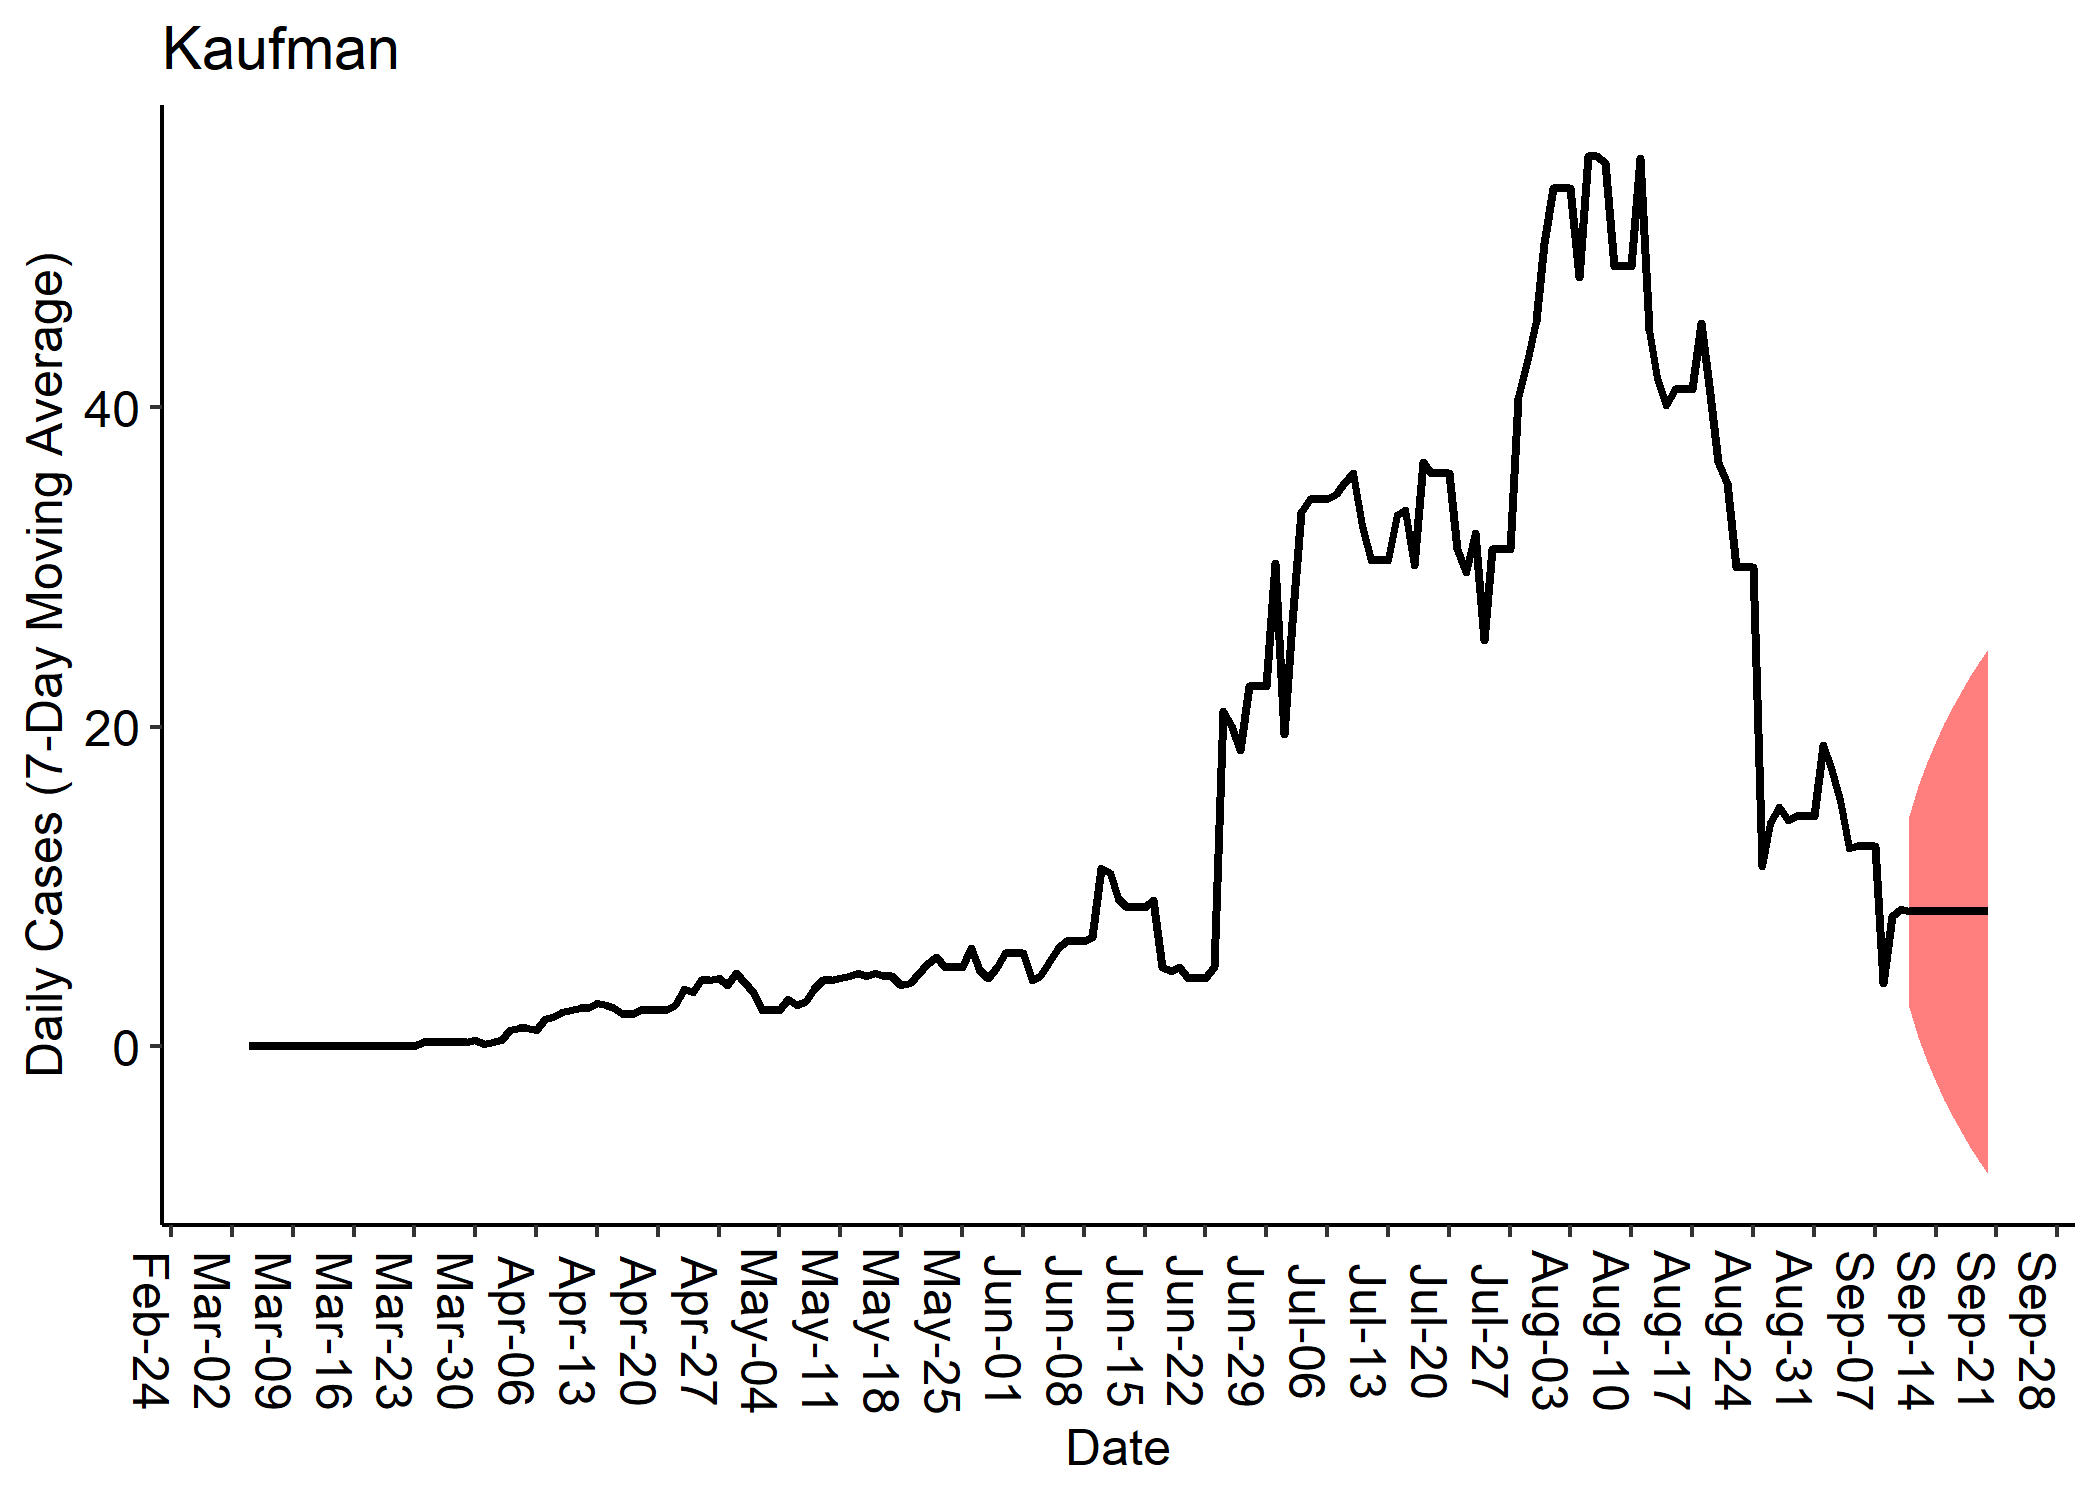 Kaufman
Daily Cases (7-Day Moving Average)
40
20
0
Feb-24
Mar-02
Mar-09
Mar-16
Mar-23
Mar-30
Apr-06
Apr-13
Apr-20
Apr-27
May-04
May-11
May-18
May-25
Jun-01
Jun-08
Jun-15
Jun-22
Jun-29
Jul-06
Jul-13
Jul-20
Jul-27
Aug-03
Aug-10
Aug-17
Aug-24
Aug-31
Sep-07
Sep-14
Sep-21
Sep-28
Date